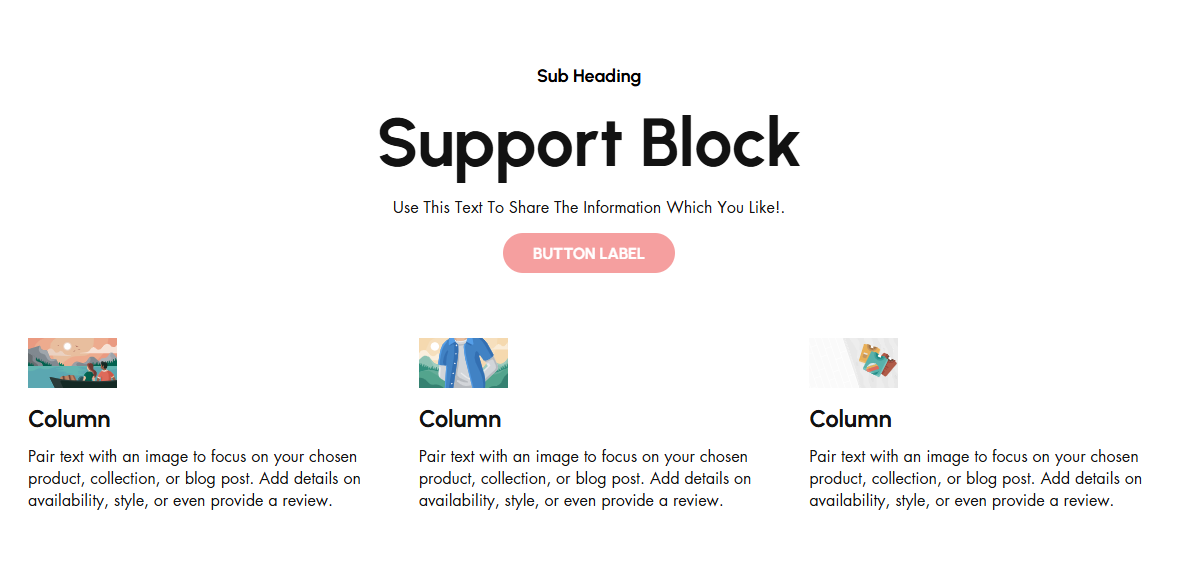 Sub Heading
Support Block
Use This Text To Share The Information Which You Like!.
BUTTON LABEL
Column
Pair text with an image to focus on your chosen
product, collection, or blog post. Add details on
availability, style, or even provide a review.
Column
Pair text with an image to focus on your chosen
product, collection, or blog post. Add details on
availability, style, or even provide a review.
Column
Pair text with an image to focus on your chosen
product, collection, or blog post. Add details on
availability, style, or even provide a review.